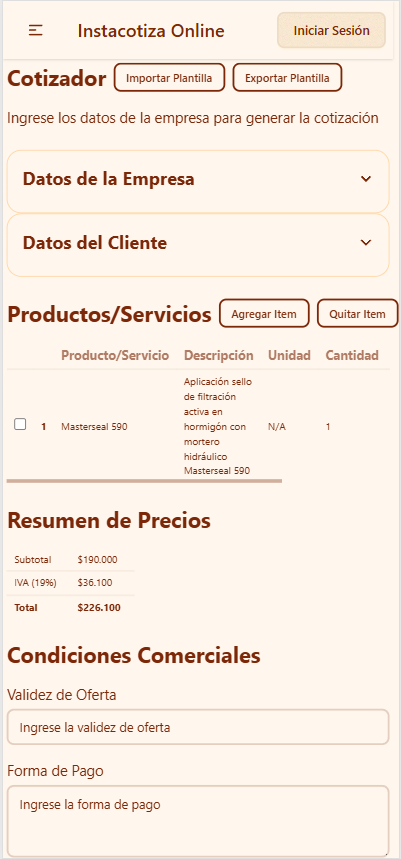 Instacotiza Online
Iniciar Sesión
Cotizador
Importar Plantilla
Exportar Plantilla
Ingrese los datos de la empresa para generar la cotización
Datos de la Empresa
Datos del Cliente
Productos/Servicios
Agregar Item
Quitar Item
Producto/Servicio Descripción Unidad Cantidad
1 Masterseal 590
Aplicación sello
de filtración
activa en
hormigón con
mortero
hidráulico
Masterseal 590
N/A
1
Resumen de Precios
Subtotal $190.000
IVA (19%) $36.100
Total $226.100
Condiciones Comerciales
Validez de Oferta
Ingrese la validez de oferta
Forma de Pago
Ingrese la forma de pago